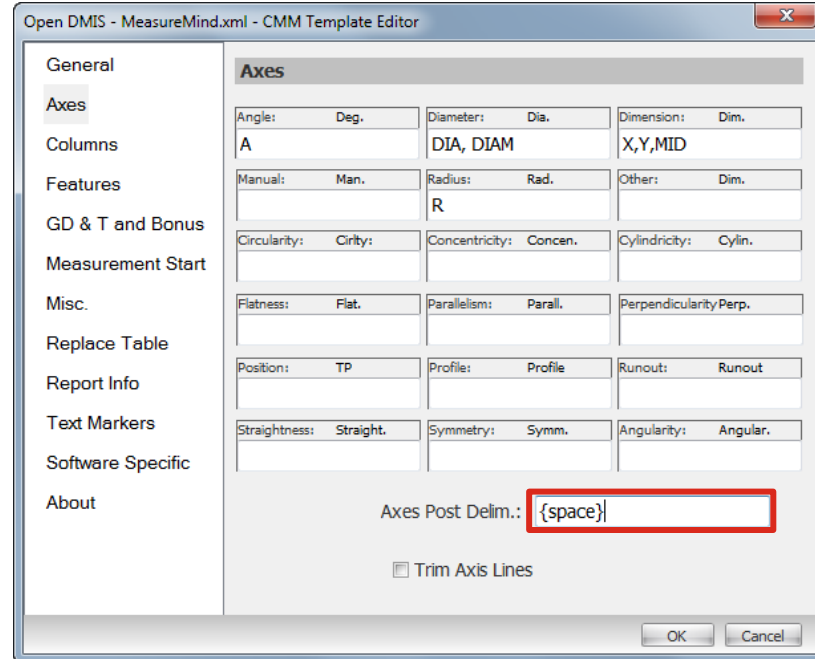 Open DMIS - MeasureMind.xml - CMM Template Editor
General
Axes
Columns
Features
GD & T and Bonus
Measurement Start
Misc.
Replace Table
Report Info
Text Markers
Software Specific
About
Axes
Angle: Deg. Diameter: Dia. Dimension: Dim.
A DIA, DIAM X,Y,MID
Manual: Man. Radius: Rad. Other: Dim.
R
Circularity: Cirlty: Concentricity: Concen. Cylindricity: Cylin.
Flatness: Flat. Parallelism: Parall. Perpendicularity Perp.
Position: TP Profile: Profile Runout: Runout
Straightness: Straight. Symmetry: Symm. Angularity: Angular.
Axes Post Delim.: {space}
Trim Axis Lines
OK Cancel